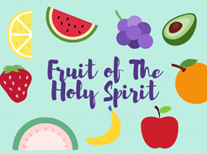 Fruit of The
Holy Spirit